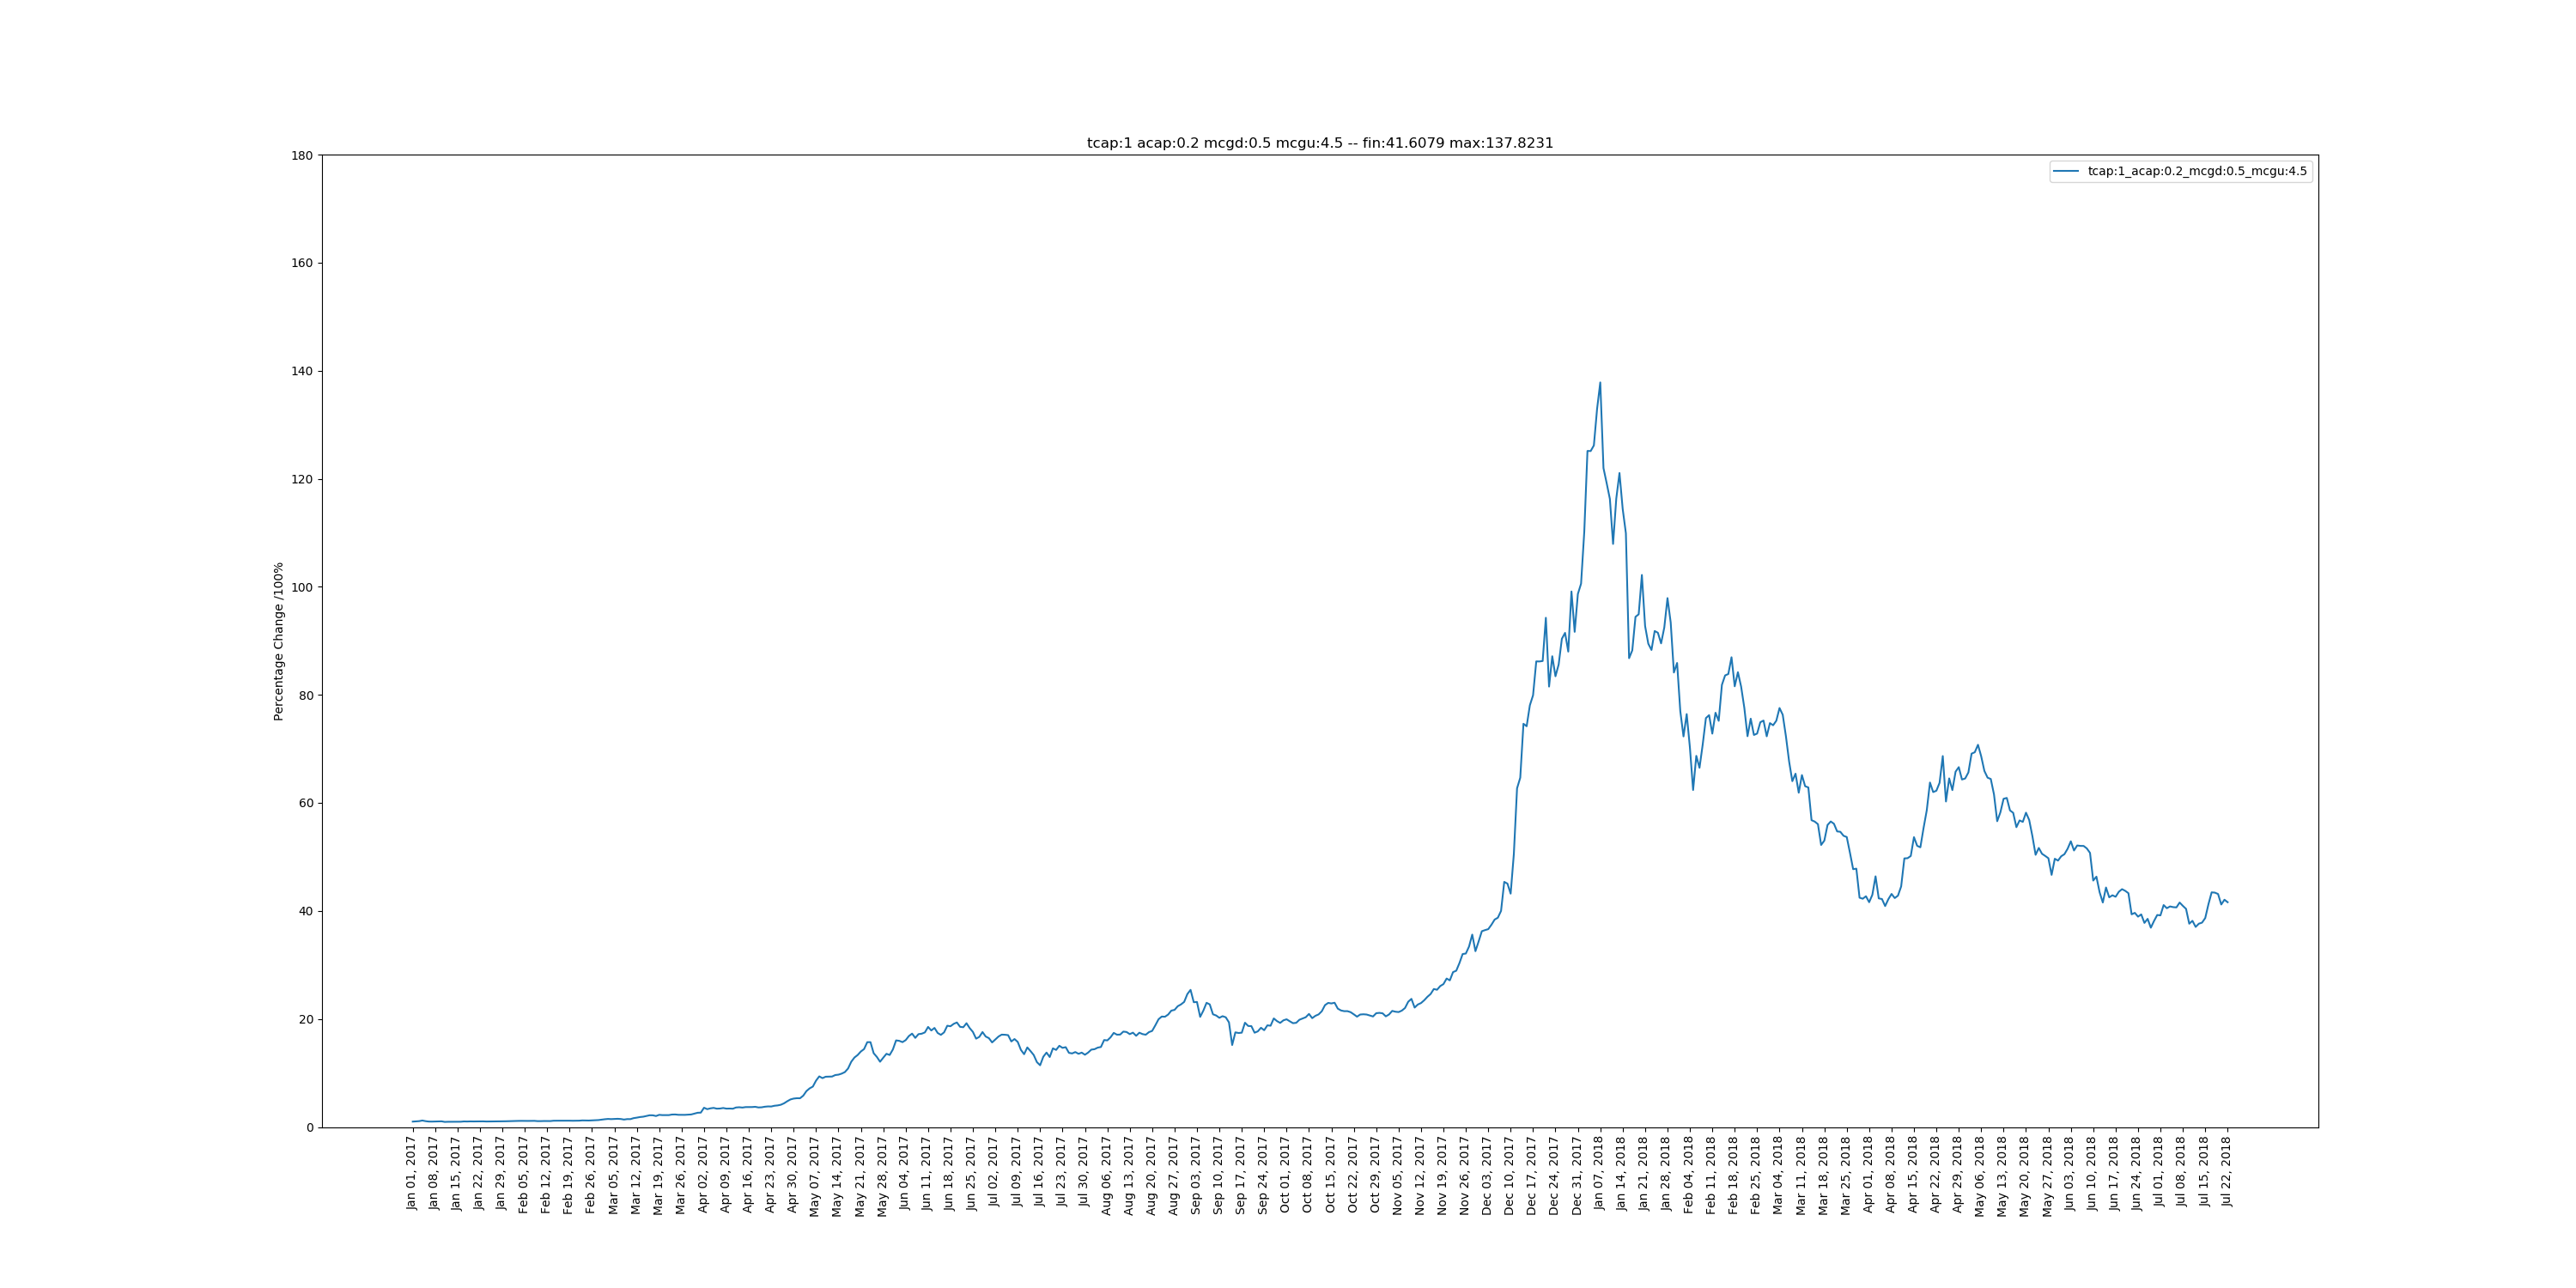 tcap:1 acap:0.2 mcgd:0.5 mcgu:4.5 -- fin:41.6079 max:137.8231
tcap:1_acap:0.2_mcgd:0.5_mcgu:4.5
Percentage Change /100%
180
160
140
120
100
80
60
40
20
0
Jan 01, 2017
Jan 08, 2017
Jan 15, 2017
Jan 22, 2017
Jan 29, 2017
Feb 05, 2017
Feb 12, 2017
Feb 19, 2017
Feb 26, 2017
Mar 05, 2017
Mar 12, 2017
Mar 19, 2017
Mar 26, 2017
Apr 02, 2017
Apr 09, 2017
Apr 16, 2017
Apr 23, 2017
Apr 30, 2017
May 07, 2017
May 14, 2017
May 21, 2017
May 28, 2017
Jun 04, 2017
Jun 11, 2017
Jun 18, 2017
Jun 25, 2017
Jul 02, 2017
Jul 09, 2017
Jul 16, 2017
Jul 23, 2017
Jul 30, 2017
Aug 06, 2017
Aug 13, 2017
Aug 20, 2017
Aug 27, 2017
Sep 03, 2017
Sep 10, 2017
Sep 17, 2017
Sep 24, 2017
Oct 01, 2017
Oct 08, 2017
Oct 15, 2017
Oct 22, 2017
Oct 29, 2017
Nov 05, 2017
Nov 12, 2017
Nov 19, 2017
Nov 26, 2017
Dec 03, 2017
Dec 10, 2017
Dec 17, 2017
Dec 24, 2017
Dec 31, 2017
Jan 07, 2018
Jan 14, 2018
Jan 21, 2018
Jan 28, 2018
Feb 04, 2018
Feb 11, 2018
Feb 18, 2018
Feb 25, 2018
Mar 04, 2018
Mar 11, 2018
Mar 18, 2018
Mar 25, 2018
Apr 01, 2018
Apr 08, 2018
Apr 15, 2018
Apr 22, 2018
Apr 29, 2018
May 06, 2018
May 13, 2018
May 20, 2018
May 27, 2018
Jun 03, 2018
Jun 10, 2018
Jun 17, 2018
Jun 24, 2018
Jul 01, 2018
Jul 08, 2018
Jul 15, 2018
Jul 22, 2018